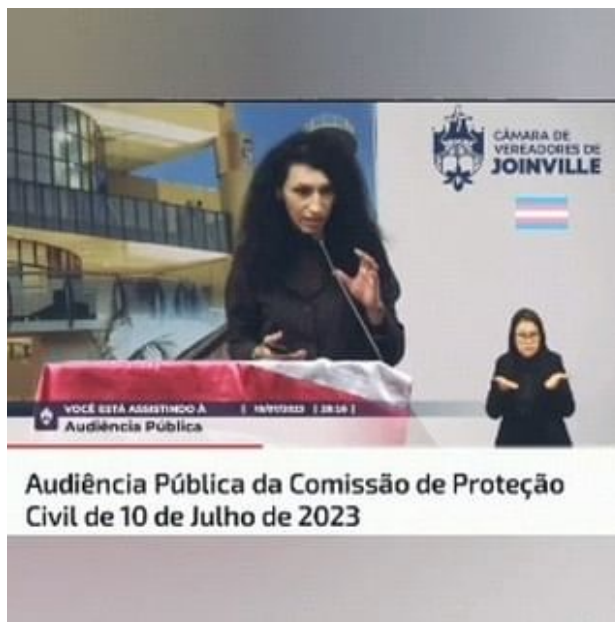 CÂMARA DE
VEREADORES DE
JOINVILLE
VOCÊ ESTÁ ASSISTINDO À
Audiência Pública
Audiência Pública da Comissão de Proteção
Civil de 10 de Julho de 2023